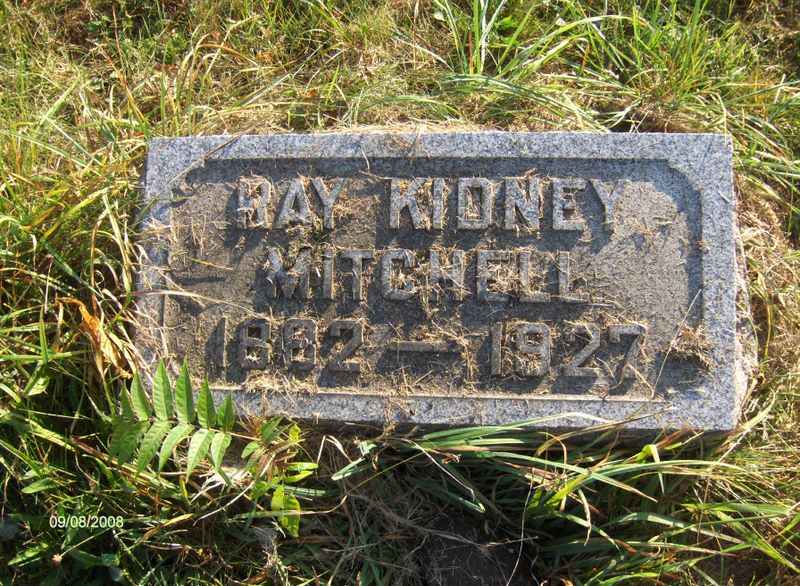 RAY KIDNEY
MITCHELL
1882 — 1927
09/08/2008